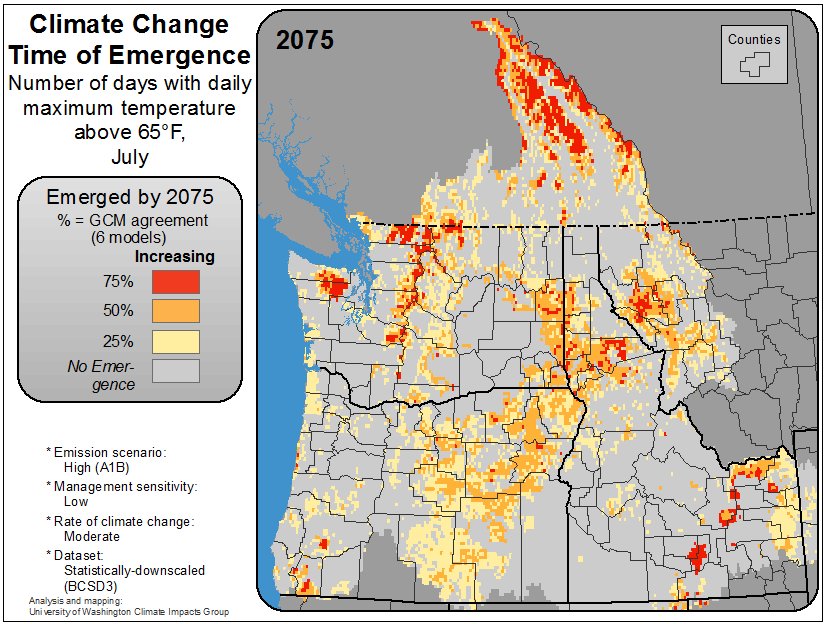 Climate Change
Time of Emergence
Number of days with daily
maximum temperature
above 65°F,
July
Emerged by 2075
% = GCM agreement
(6 models)
Increasing
75%
50%
25%
No Emer-
gence
* Emission scenario:
High (A1B)
* Management sensitivity:
Low
* Rate of climate change:
Moderate
* Dataset:
Statistically-downscaled
(BCSD3)
Analysis and mapping:
University of Washington Climate Impacts Group
2075
Counties